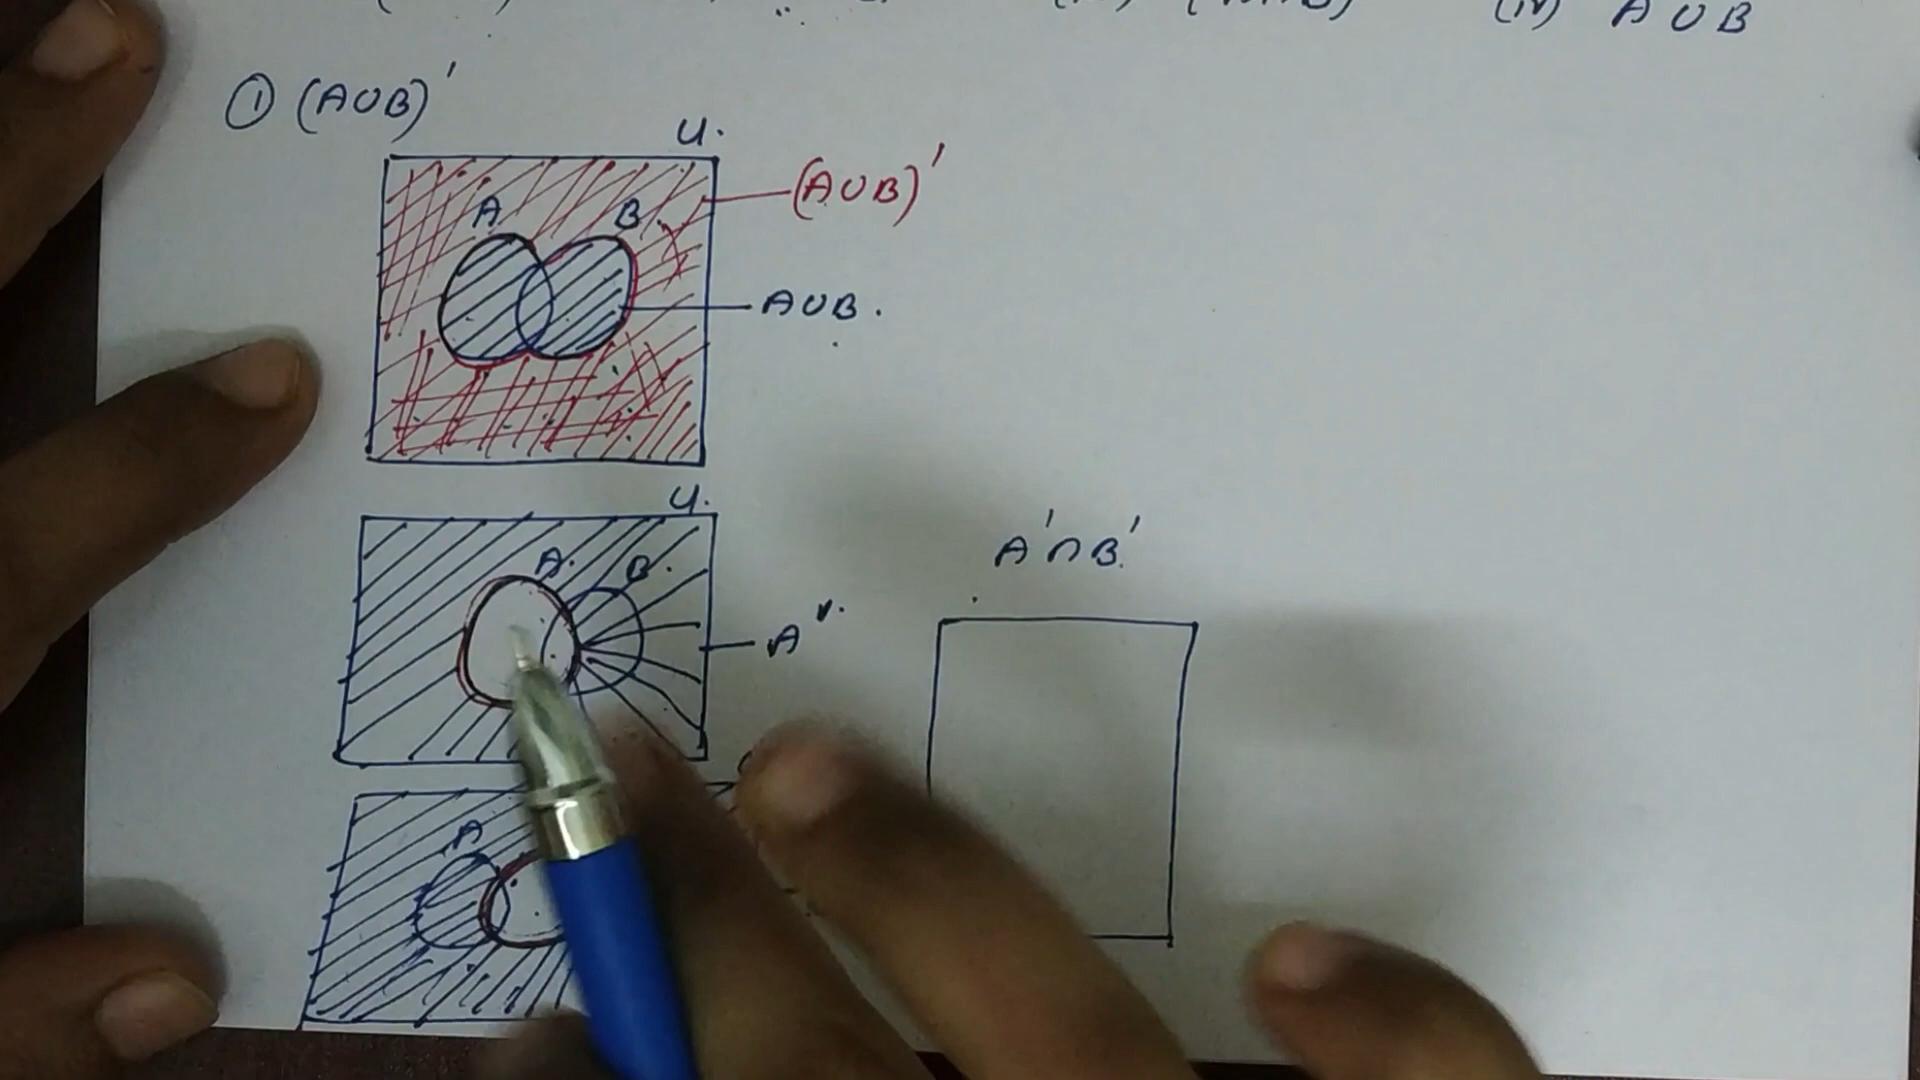 (iv) A ∪ B
① (A∪B)'
U.
A B.
(A∪B)'
A∪B.
U.
A. B.
A'.
A'∩B'.
A